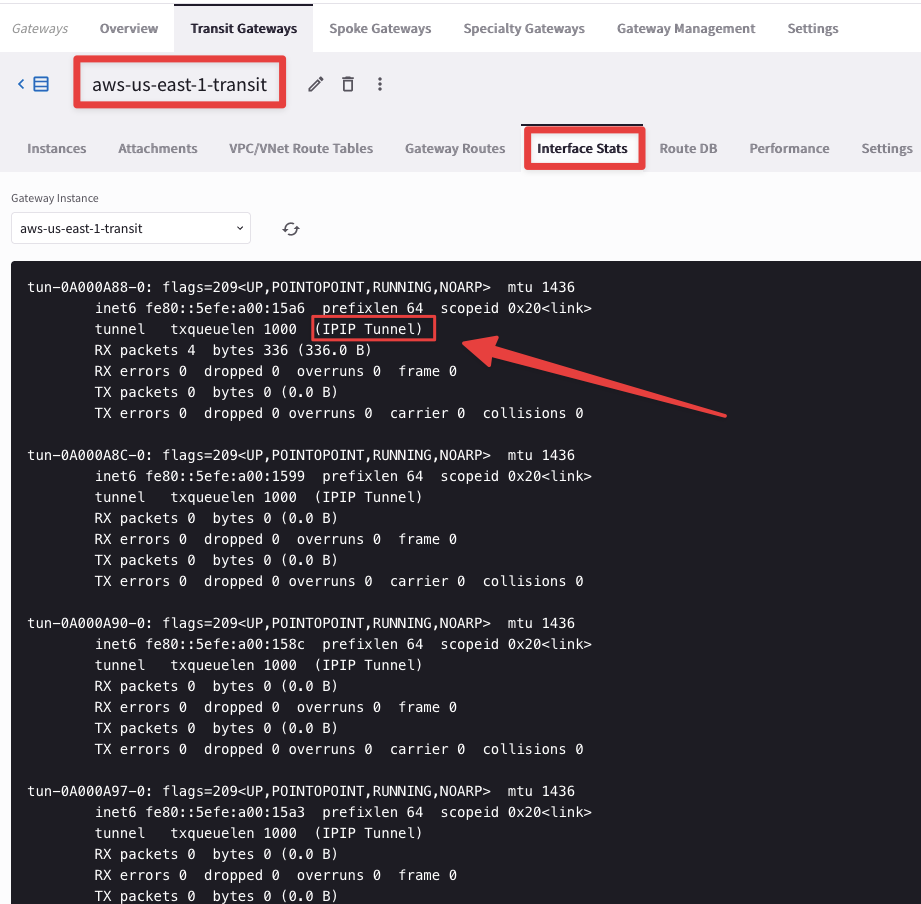 Gateways Overview Transit Gateways Spoke Gateways Specialty Gateways Gateway Management Settings
aws-us-east-1-transit
Instances Attachments VPC/VNet Route Tables Gateway Routes Interface Stats Route DB Performance Settings
Gateway Instance
aws-us-east-1-transit
tun-0A000A88-0: flags=209<UP,POINTOPOINT,RUNNING,NOARP>  mtu 1436
        inet6 fe80::5efe:a00:15a6  prefixlen 64  scopeid 0x20<link>
        tunnel   txqueuelen 1000  (IPIP Tunnel)
        RX packets 4  bytes 336 (336.0 B)
        RX errors 0  dropped 0  overruns 0  frame 0
        TX packets 0  bytes 0 (0.0 B)
        TX errors 0  dropped 0 overruns 0  carrier 0  collisions 0
tun-0A000A8C-0: flags=209<UP,POINTOPOINT,RUNNING,NOARP>  mtu 1436
        inet6 fe80::5efe:a00:1599  prefixlen 64  scopeid 0x20<link>
        tunnel   txqueuelen 1000  (IPIP Tunnel)
        RX packets 0  bytes 0 (0.0 B)
        RX errors 0  dropped 0  overruns 0  frame 0
        TX packets 0  bytes 0 (0.0 B)
        TX errors 0  dropped 0 overruns 0  carrier 0  collisions 0
tun-0A000A90-0: flags=209<UP,POINTOPOINT,RUNNING,NOARP>  mtu 1436
        inet6 fe80::5efe:a00:158c  prefixlen 64  scopeid 0x20<link>
        tunnel   txqueuelen 1000  (IPIP Tunnel)
        RX packets 0  bytes 0 (0.0 B)
        RX errors 0  dropped 0  overruns 0  frame 0
        TX packets 0  bytes 0 (0.0 B)
        TX errors 0  dropped 0 overruns 0  carrier 0  collisions 0
tun-0A000A97-0: flags=209<UP,POINTOPOINT,RUNNING,NOARP>  mtu 1436
        inet6 fe80::5efe:a00:15a3  prefixlen 64  scopeid 0x20<link>
        tunnel   txqueuelen 1000  (IPIP Tunnel)
        RX packets 0  bytes 0 (0.0 B)
        RX errors 0  dropped 0  overruns 0  frame 0
        TX packets 0  bytes 0 (0.0 B)